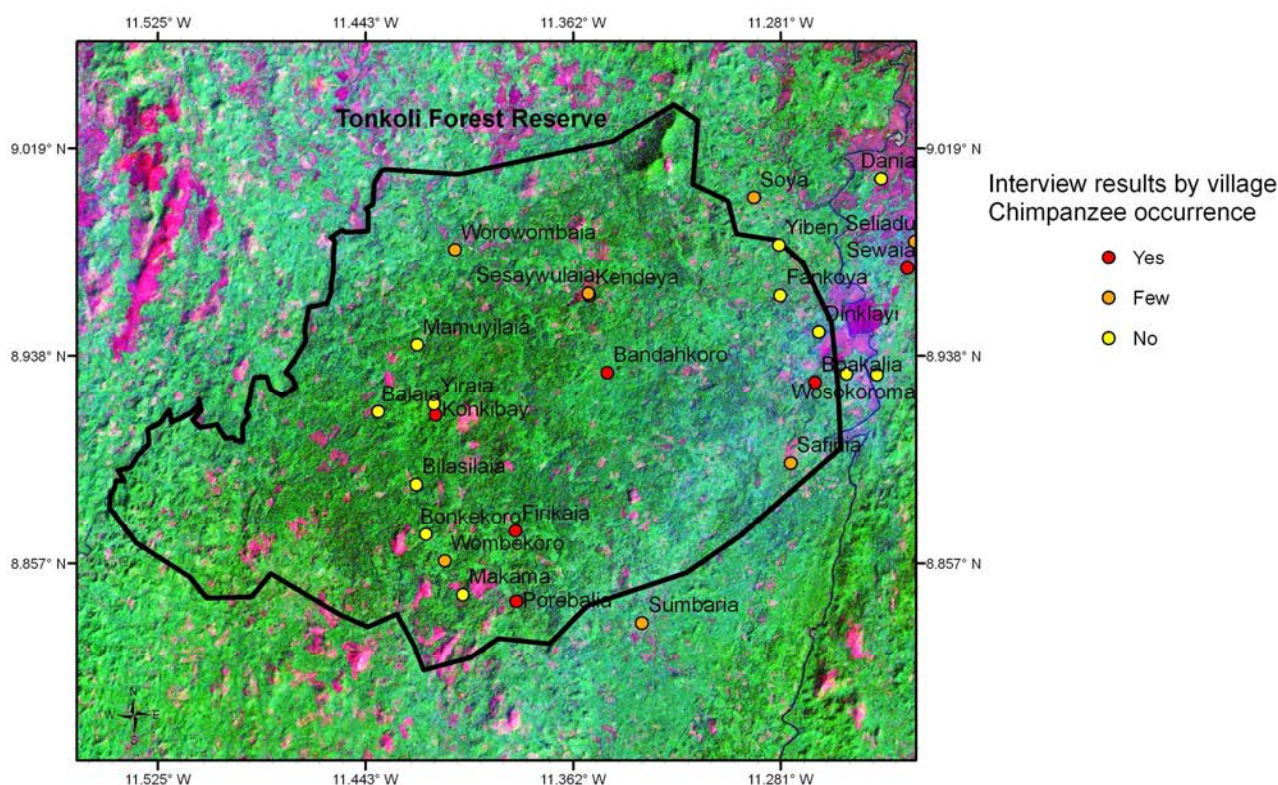 11.525° W
11.443° W
11.362° W
11.281° W
Tonkoli Forest Reserve
9.019° N
9.019° N
Dania
Soya
Interview results by village
Chimpanzee occurrence
Yiben
Seliadu
Worowombaia
Sewaia
Yes
Sesaywulaia
Kendeya
Fankoya
Few
Dinklayi
No
Mamuyilaia
8.938° N
8.938° N
Bandahkoro
Boakalia
Yiraia
Balaia
Wosokoroma
Konkibay
Safinia
Bilasilaia
Bonkekoro
Firikaia
Wombekoro
8.857° N
8.857° N
Makama
Porebalia
Sumbaria
N
W
E
S
11.525° W
11.443° W
11.362° W
11.281° W